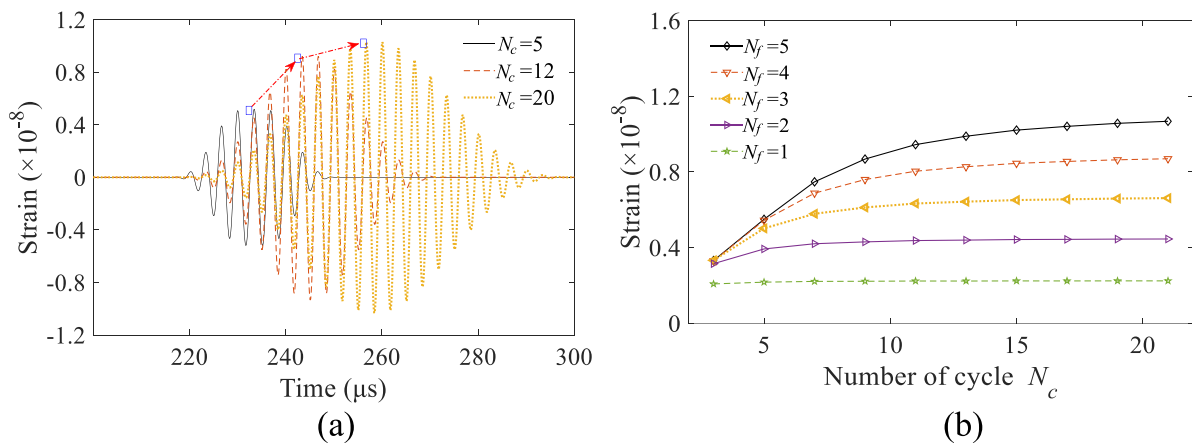 1.2
0.8
0.4
0
-0.4
-0.8
-1.2
Strain (×10⁻⁸)
220
240
260
280
300
Time (μs)
N_c=5
N_c=12
N_c=20
(a)
1.6
1.2
0.8
0.4
0
Strain (×10⁻⁸)
5
10
15
20
Number of cycle N_c
N_f=5
N_f=4
N_f=3
N_f=2
N_f=1
(b)